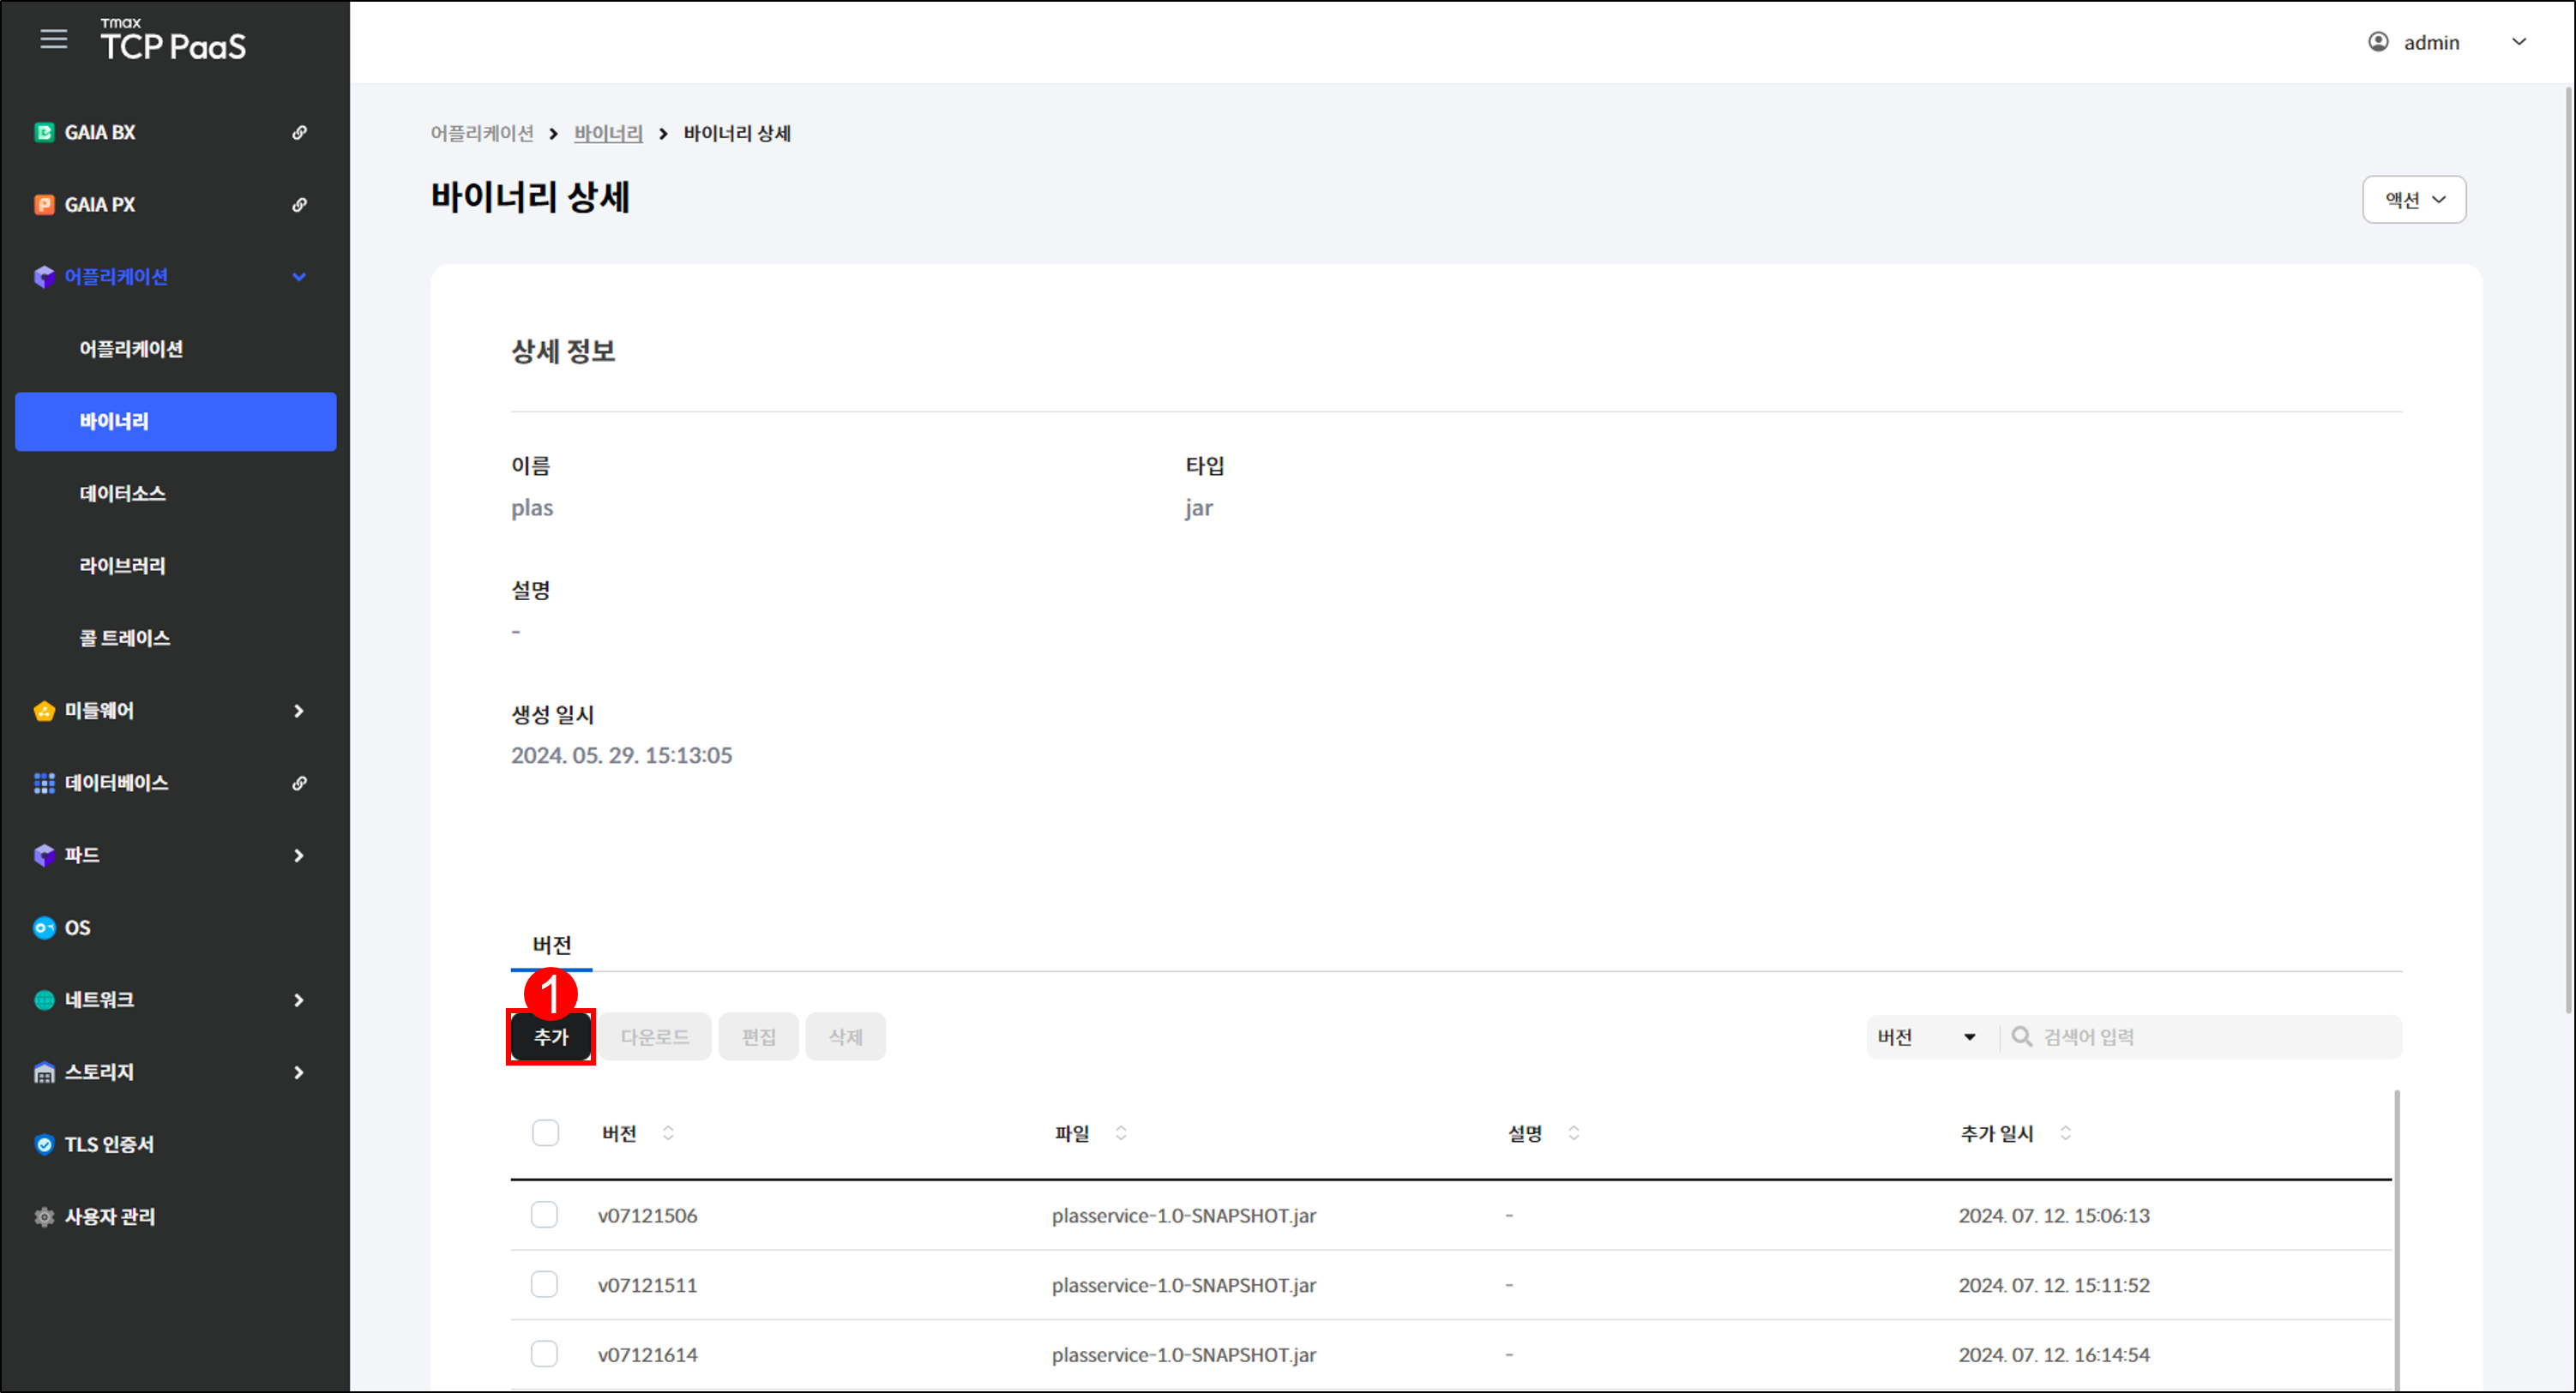 Tmax
TCP PaaS
admin
GAIA BX
GAIA PX
어플리케이션
어플리케이션
바이너리
데이터소스
라이브러리
콜 트레이스
미들웨어
데이터베이스
파드
OS
네트워크
스토리지
TLS 인증서
사용자 관리
어플리케이션 > 바이너리 > 바이너리 상세
바이너리 상세
액션
상세 정보
이름
plas
타입
jar
설명
-
생성 일시
2024. 05. 29. 15:13:05
버전
1
추가 다운로드 편집 삭제
버전 검색어 입력
버전 파일 설명 추가 일시
v07121506 plasservice-1.0-SNAPSHOT.jar - 2024. 07. 12. 15:06:13
v07121511 plasservice-1.0-SNAPSHOT.jar - 2024. 07. 12. 15:11:52
v07121614 plasservice-1.0-SNAPSHOT.jar - 2024. 07. 12. 16:14:54